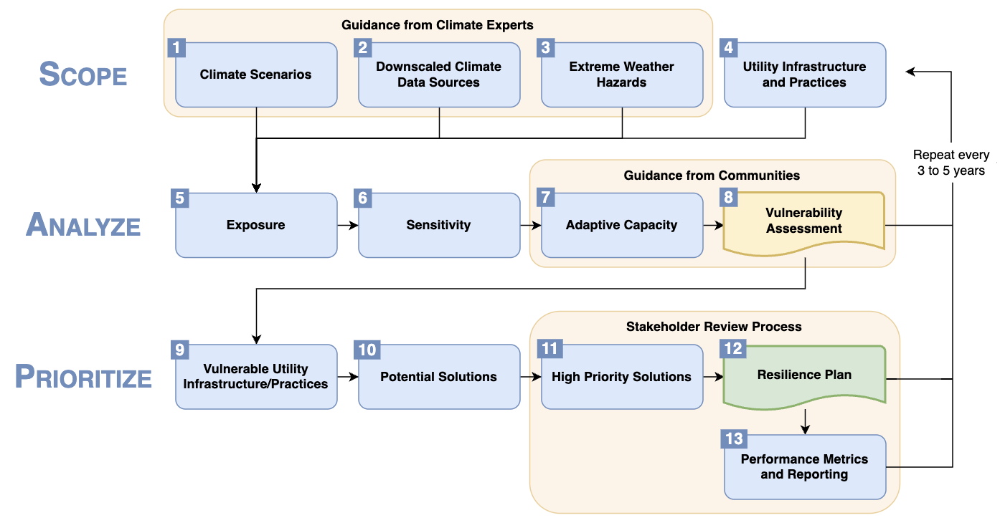 Guidance from Climate Experts
SCOPE
1
Climate Scenarios
2
Downscaled Climate
Data Sources
3
Extreme Weather
Hazards
4
Utility Infrastructure
and Practices
Repeat every
3 to 5 years
Guidance from Communities
ANALYZE
5
Exposure
6
Sensitivity
7
Adaptive Capacity
8
Vulnerability
Assessment
Stakeholder Review Process
PRIORITIZE
9
Vulnerable Utility
Infrastructure/Practices
10
Potential Solutions
11
High Priority Solutions
12
Resilience Plan
13
Performance Metrics
and Reporting